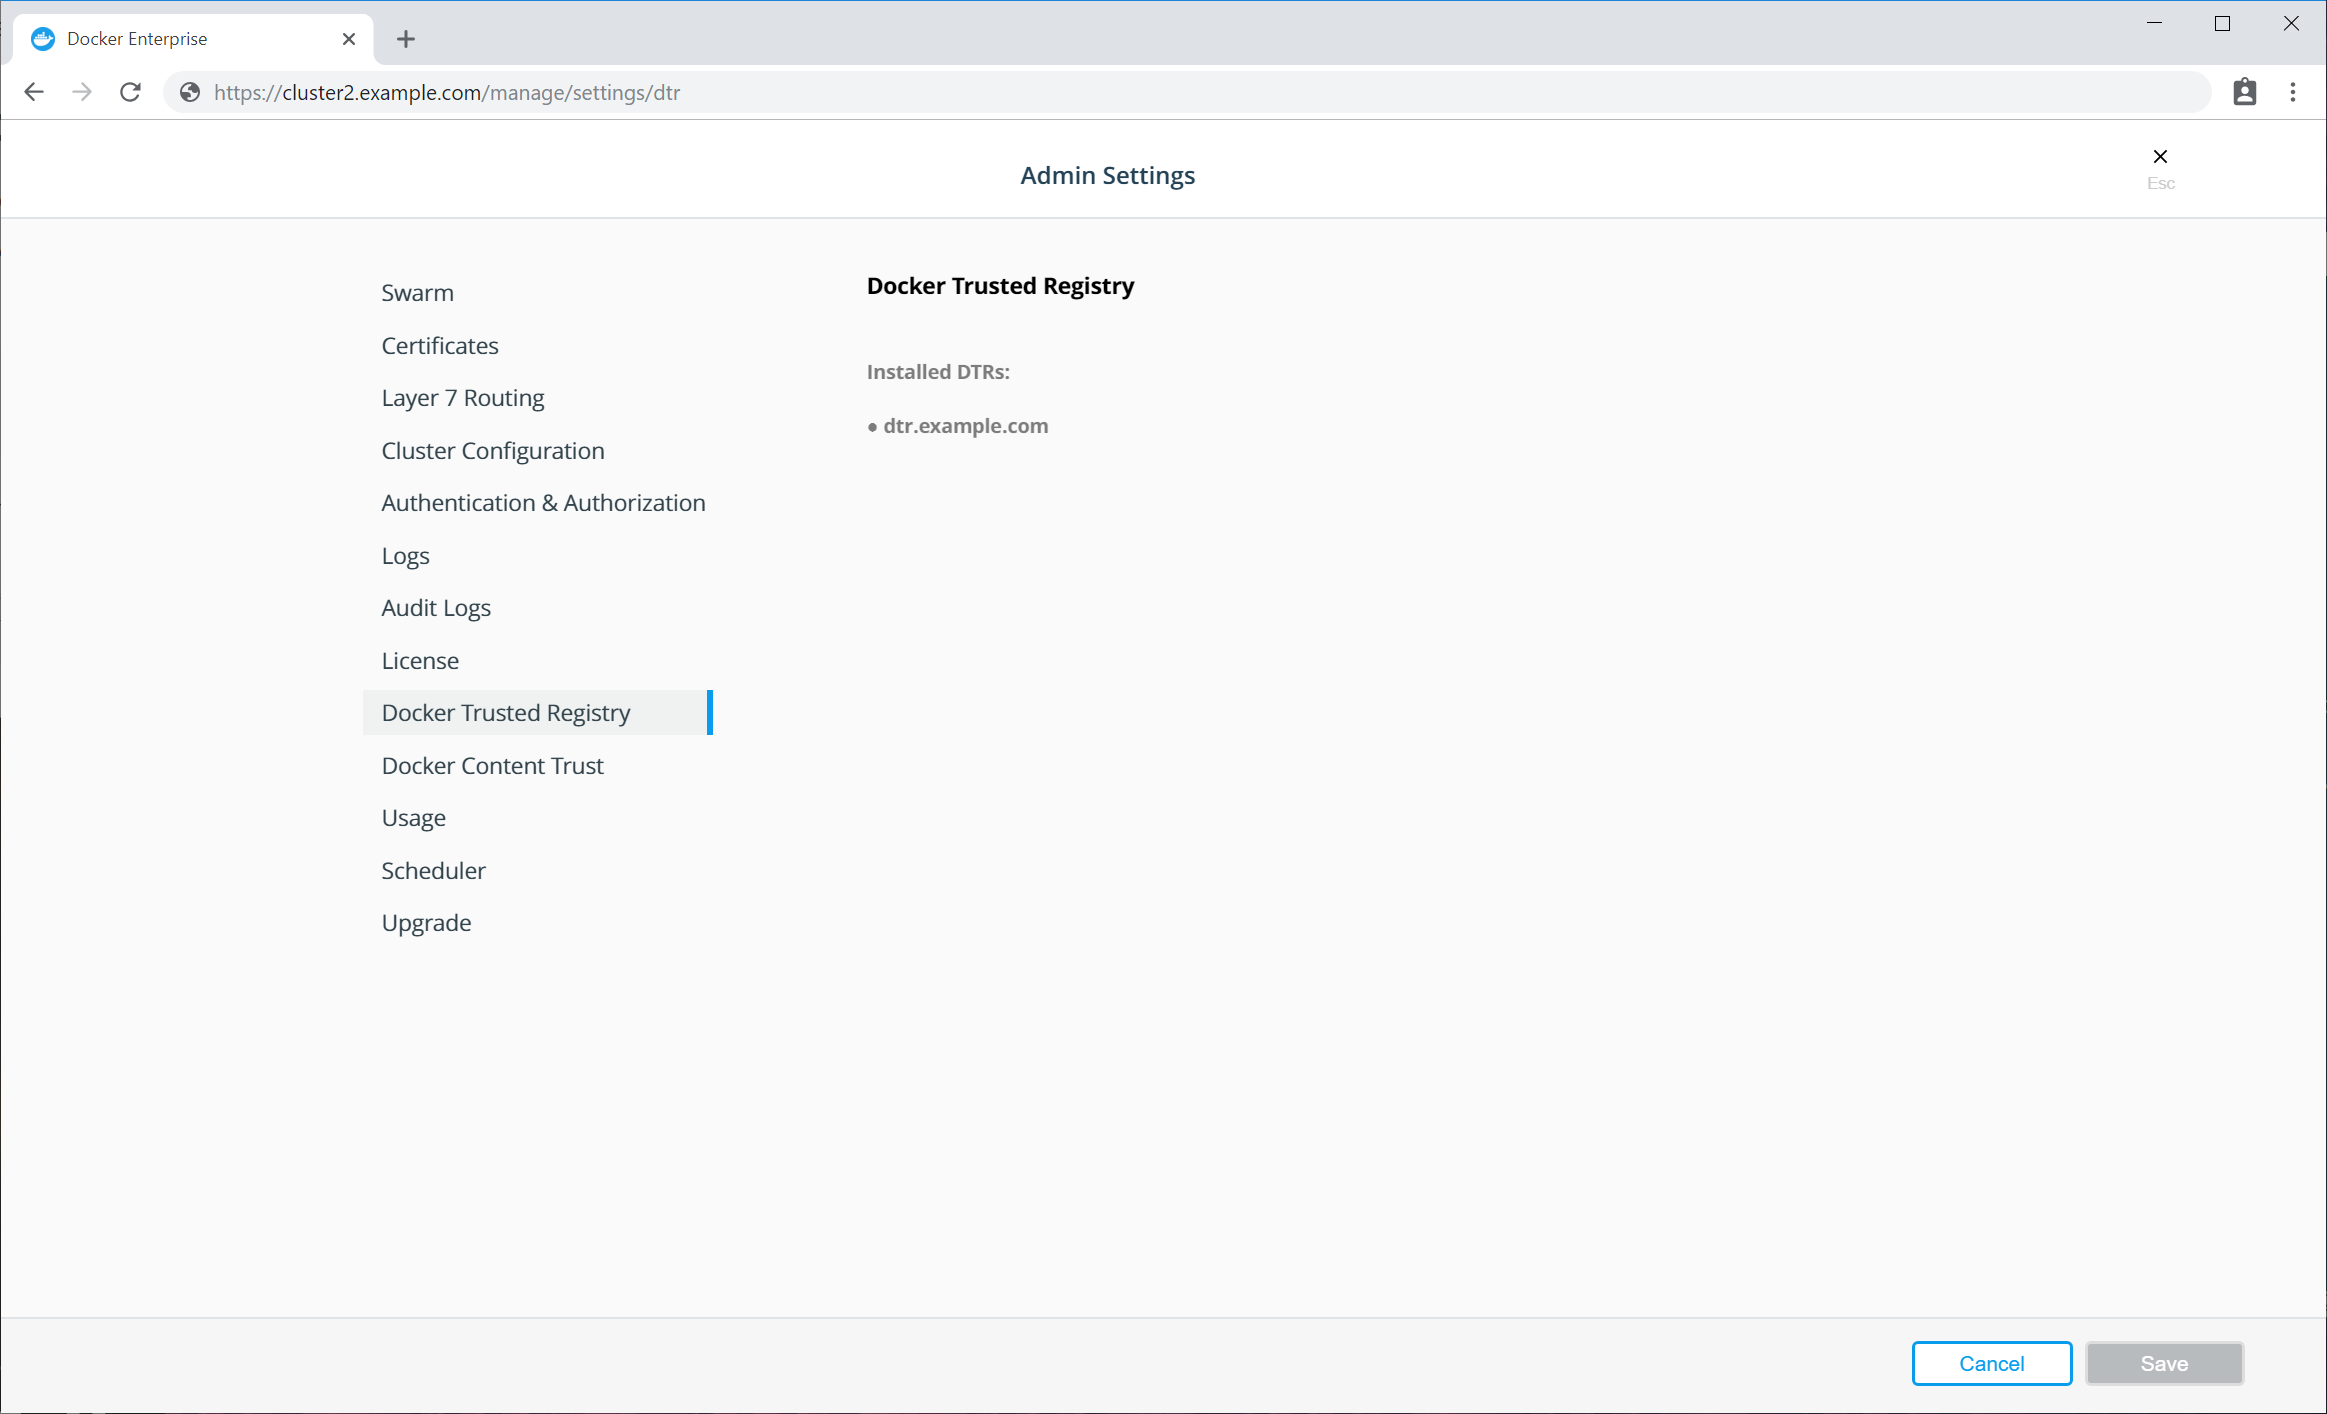 Docker Enterprise
https://cluster2.example.com/manage/settings/dtr
Admin Settings
Esc
Swarm
Certificates
Layer 7 Routing
Cluster Configuration
Authentication & Authorization
Logs
Audit Logs
License
Docker Trusted Registry
Docker Content Trust
Usage
Scheduler
Upgrade
Docker Trusted Registry
Installed DTRs:
• dtr.example.com
Cancel
Save